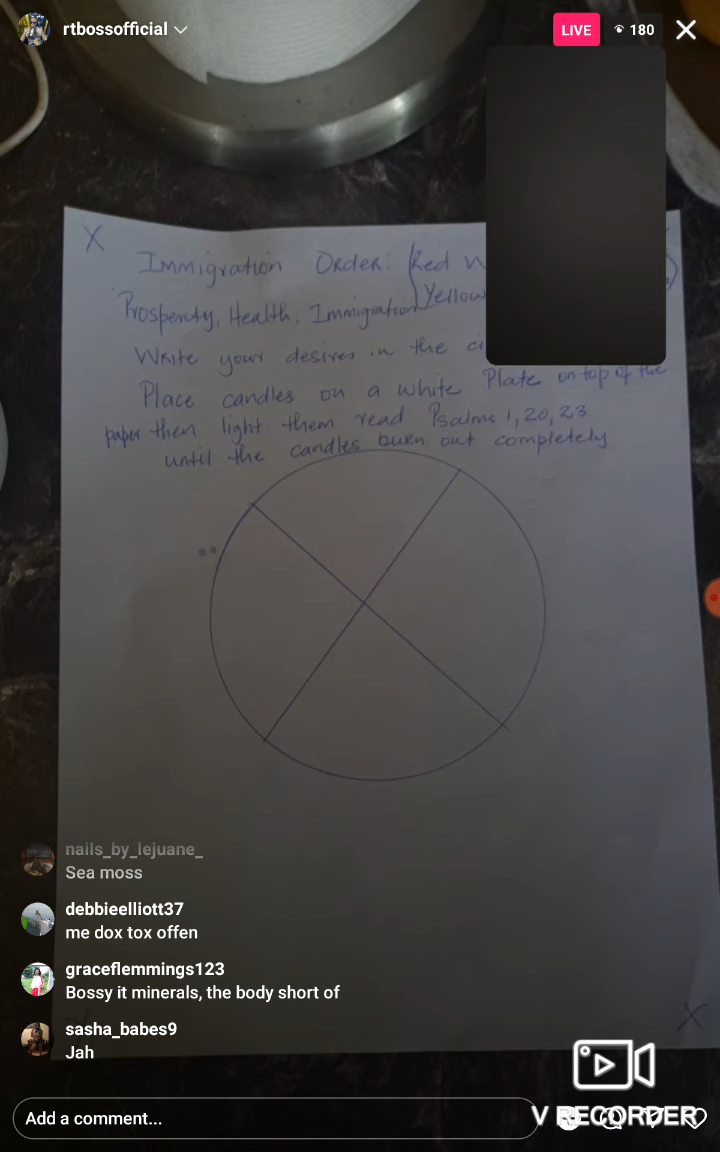 rtbossofficial
LIVE
180
X
Immigration Order: (Red
Prosperity, Health, Immigration Yellow
Write your desires in the
Place candles on a white Plate on top of the
paper then light them read Psalms 1, 20, 23
until the candles burn out completely
nails_by_lejuane_
Sea moss
debbieelliott37
me dox tox offen
graceflemmings123
Bossy it minerals, the body short of
sasha_babes9
Jah
X
Add a comment...
V RECORDER